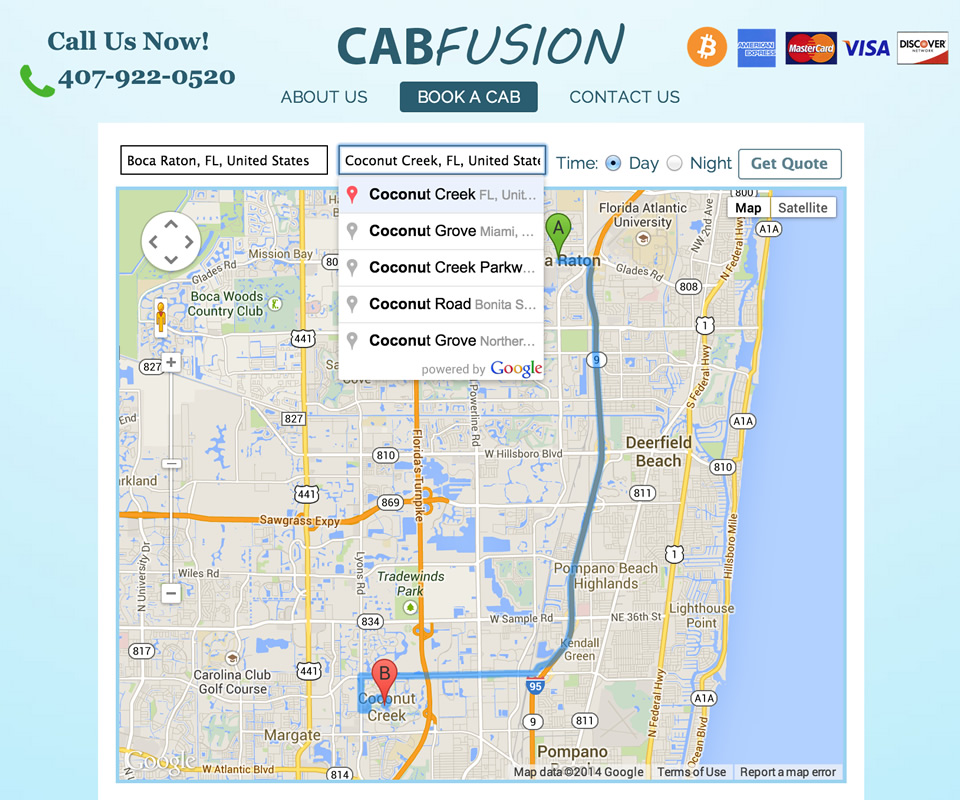 Call Us Now!
407-922-0520
CABFUSION
AMERICAN EXPRESS
MasterCard
VISA
DISCOVER
NETWORK
ABOUT US
BOOK A CAB
CONTACT US
Boca Raton, FL, United States
Coconut Creek, FL, United State
Time:
Day
Night
Get Quote
Coconut Creek FL, Unit...
Coconut Grove Miami, ...
Coconut Creek Parkw...
Coconut Road Bonita S...
Coconut Grove Norther...
powered by Google
Map
Satellite
800
A1A
Florida Atlantic
University
NW 2nd Ave
N Federal Hwy
A
a Raton
Glades Rd
808
Mission Bay
80
Glades Rd
Boca Woods
Country Club
441
1
9
827
S Federal Hwy
827
A1A
End
Powerline Rd
Florida's Turnpike
810
W Hillsboro Blvd
Deerfield
Beach
810
rkland
441
869
811
Sawgrass Expy
Hillsboro Mile
N University Dr
Lyons Rd
1
Wiles Rd
Tradewinds
Park
Pompano Beach
Highlands
834
W Sample Rd
NE 36th St
Lighthouse
Point
817
Kendall
Green
Carolina Club
Golf Course
441
B
Coconut
Creek
95
A1A
9
811
N Federal Hwy
Ocean Blvd
Margate
Pompano
Google
W Atlantic Blvd
814
Map data ©2014 Google
Terms of Use
Report a map error